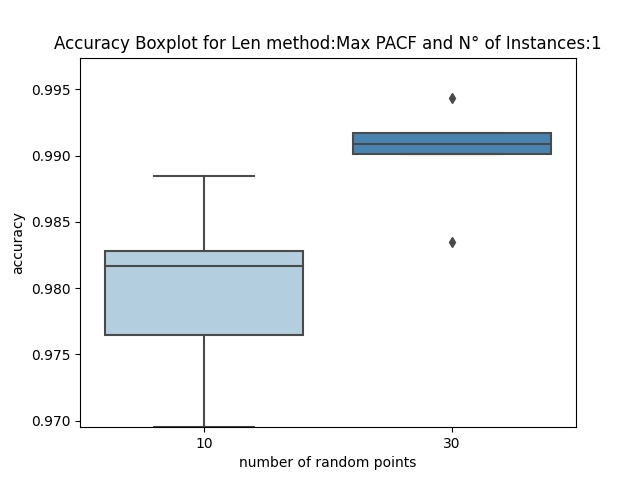 Accuracy Boxplot for Len method:Max PACF and N° of Instances:1
0.995
0.990
0.985
0.980
0.975
0.970
accuracy
10
30
number of random points